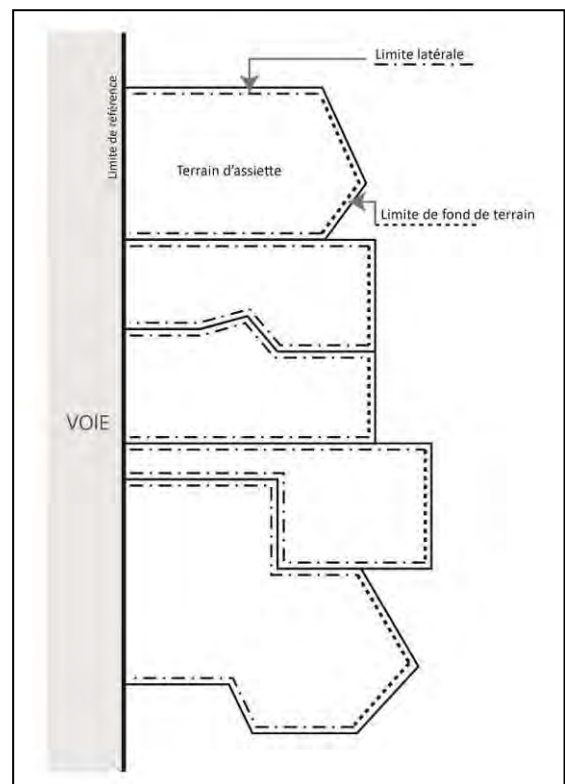 Limite latérale
Limite de référence
Terrain d'assiette
Limite de fond de terrain
VOIE